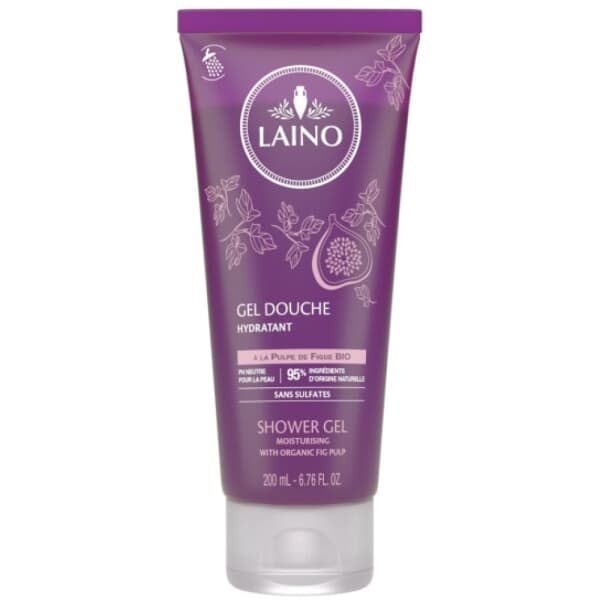 LAINO
GEL DOUCHE
HYDRATANT
À LA PULPE DE FIGUE BIO
PH NEUTRE
POUR LA PEAU
95% INGRÉDIENTS
D'ORIGINE NATURELLE
SANS SULFATES
SHOWER GEL
MOISTURISING
WITH ORGANIC FIG PULP
200 mL - 6.76 FL. OZ.